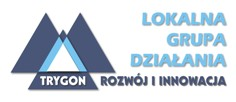 LOKALNA
GRUPA
DZIAŁANIA
TRYGON ROZWÓJ I INNOWACJA